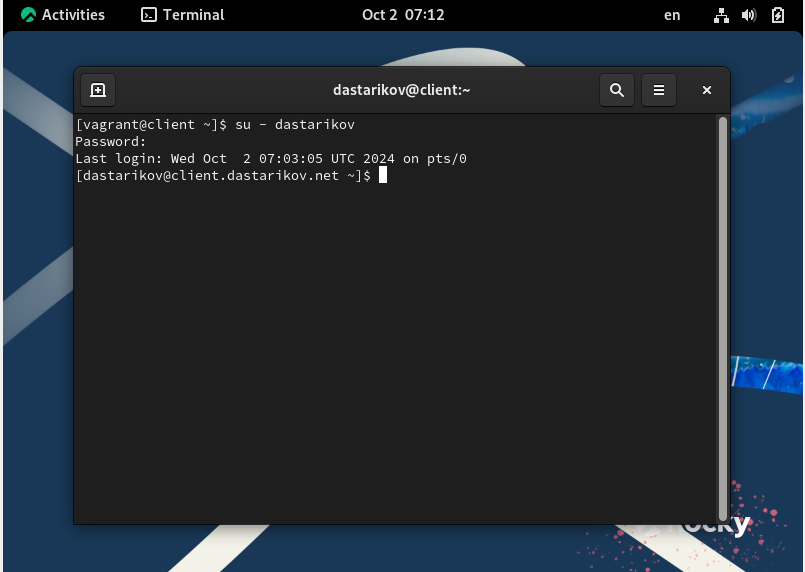 Activities Terminal Oct 2 07:12 en
dastarikov@client:~
[vagrant@client ~]$ su - dastarikov
Password:
Last login: Wed Oct  2 07:03:05 UTC 2024 on pts/0
[dastarikov@client.dastarikov.net ~]$